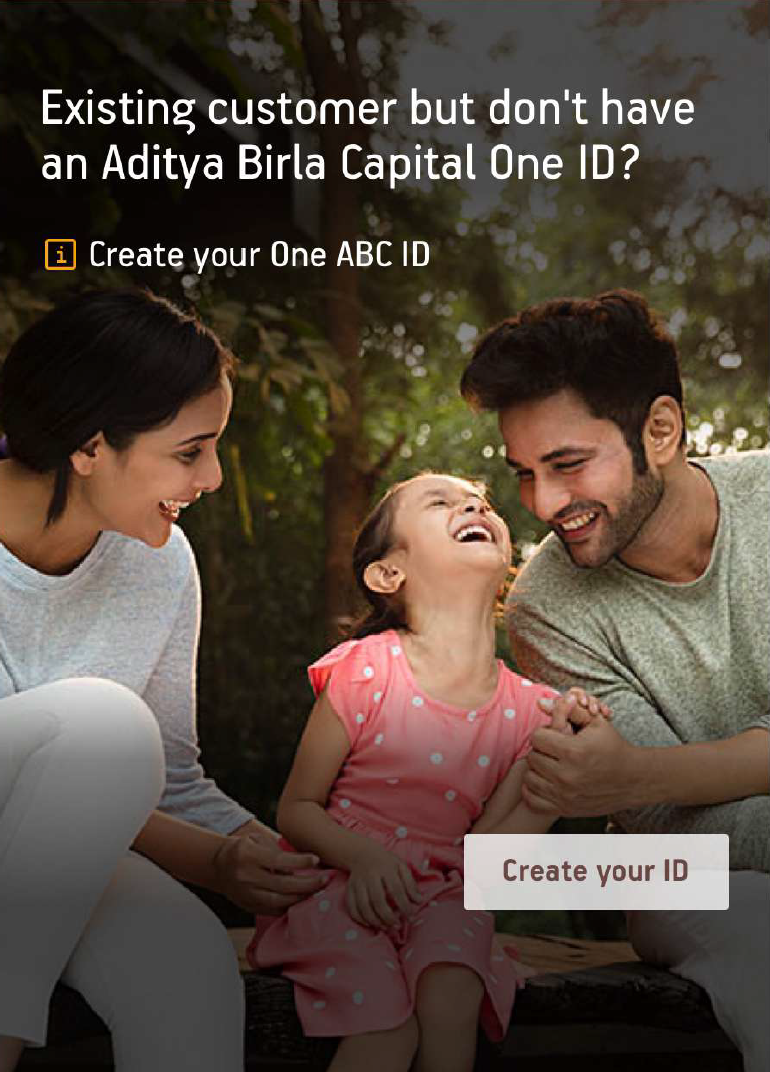 Existing customer but don't have
an Aditya Birla Capital One ID?
i Create your One ABC ID
Create your ID